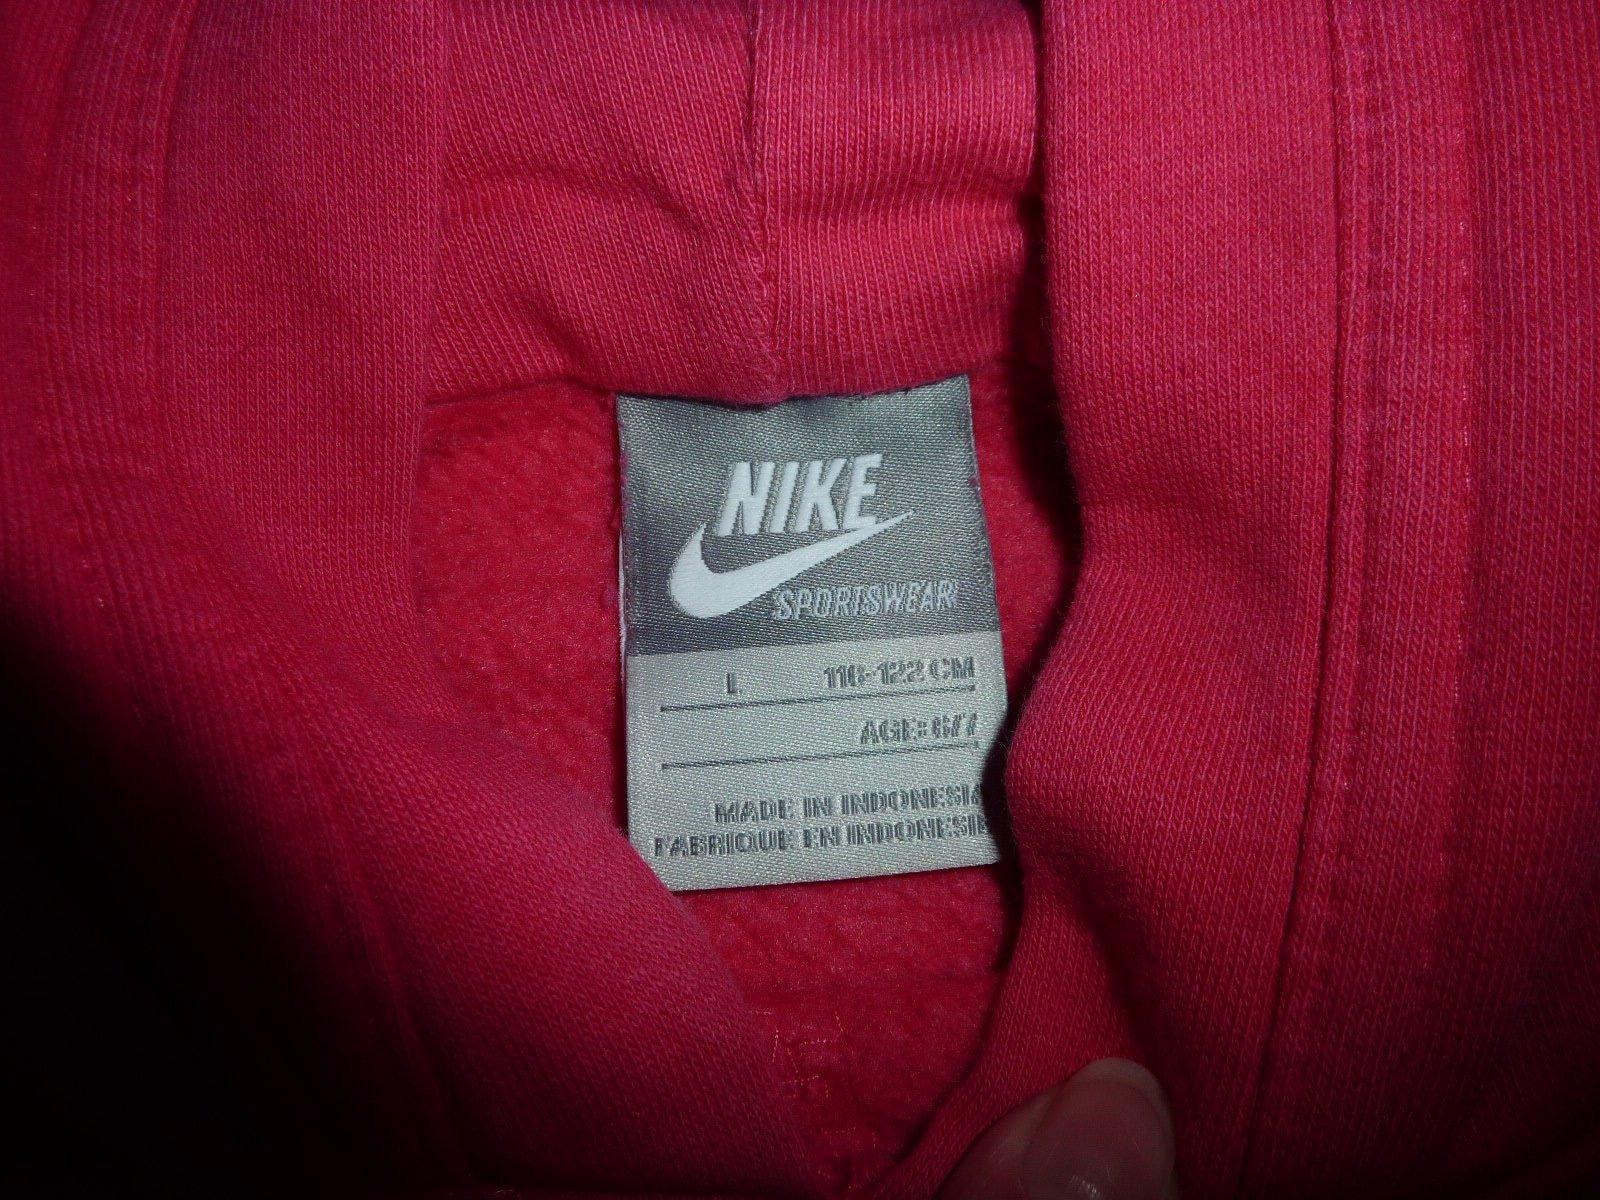 NIKE
SPORTSWEAR
L 116-122 CM
AGE: 6/7
MADE IN INDONESIA
FABRIQUE EN INDONESIE